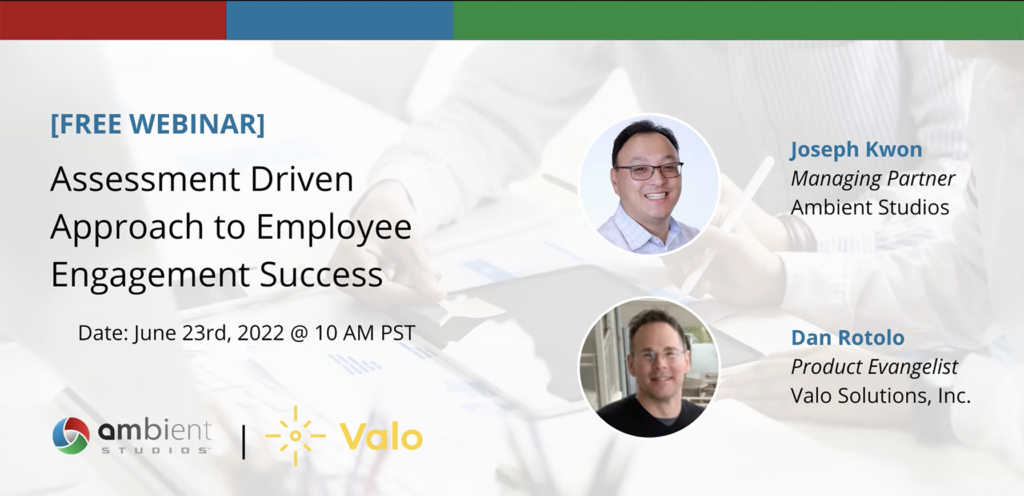 [FREE WEBINAR]
Assessment Driven
Approach to Employee
Engagement Success
Date: June 23rd, 2022 @ 10 AM PST
ambient
STUDIOS
Valo
Joseph Kwon
Managing Partner
Ambient Studios
Dan Rotolo
Product Evangelist
Valo Solutions, Inc.